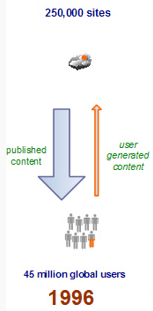 250,000 sites
published
content
user
generated
content
45 million global users
1996